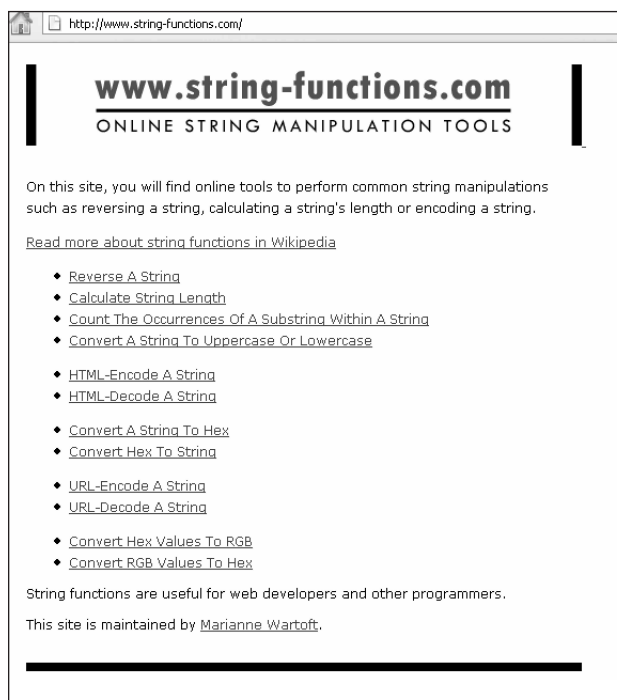 http://www.string-functions.com/
www.string-functions.com
ONLINE STRING MANIPULATION TOOLS
On this site, you will find online tools to perform common string manipulations
such as reversing a string, calculating a string's length or encoding a string.
Read more about string functions in Wikipedia
Reverse A String
Calculate String Length
Count The Occurrences Of A Substring Within A String
Convert A String To Uppercase Or Lowercase
HTML-Encode A String
HTML-Decode A String
Convert A String To Hex
Convert Hex To String
URL-Encode A String
URL-Decode A String
Convert Hex Values To RGB
Convert RGB Values To Hex
String functions are useful for web developers and other programmers.
This site is maintained by Marianne Wartoft.